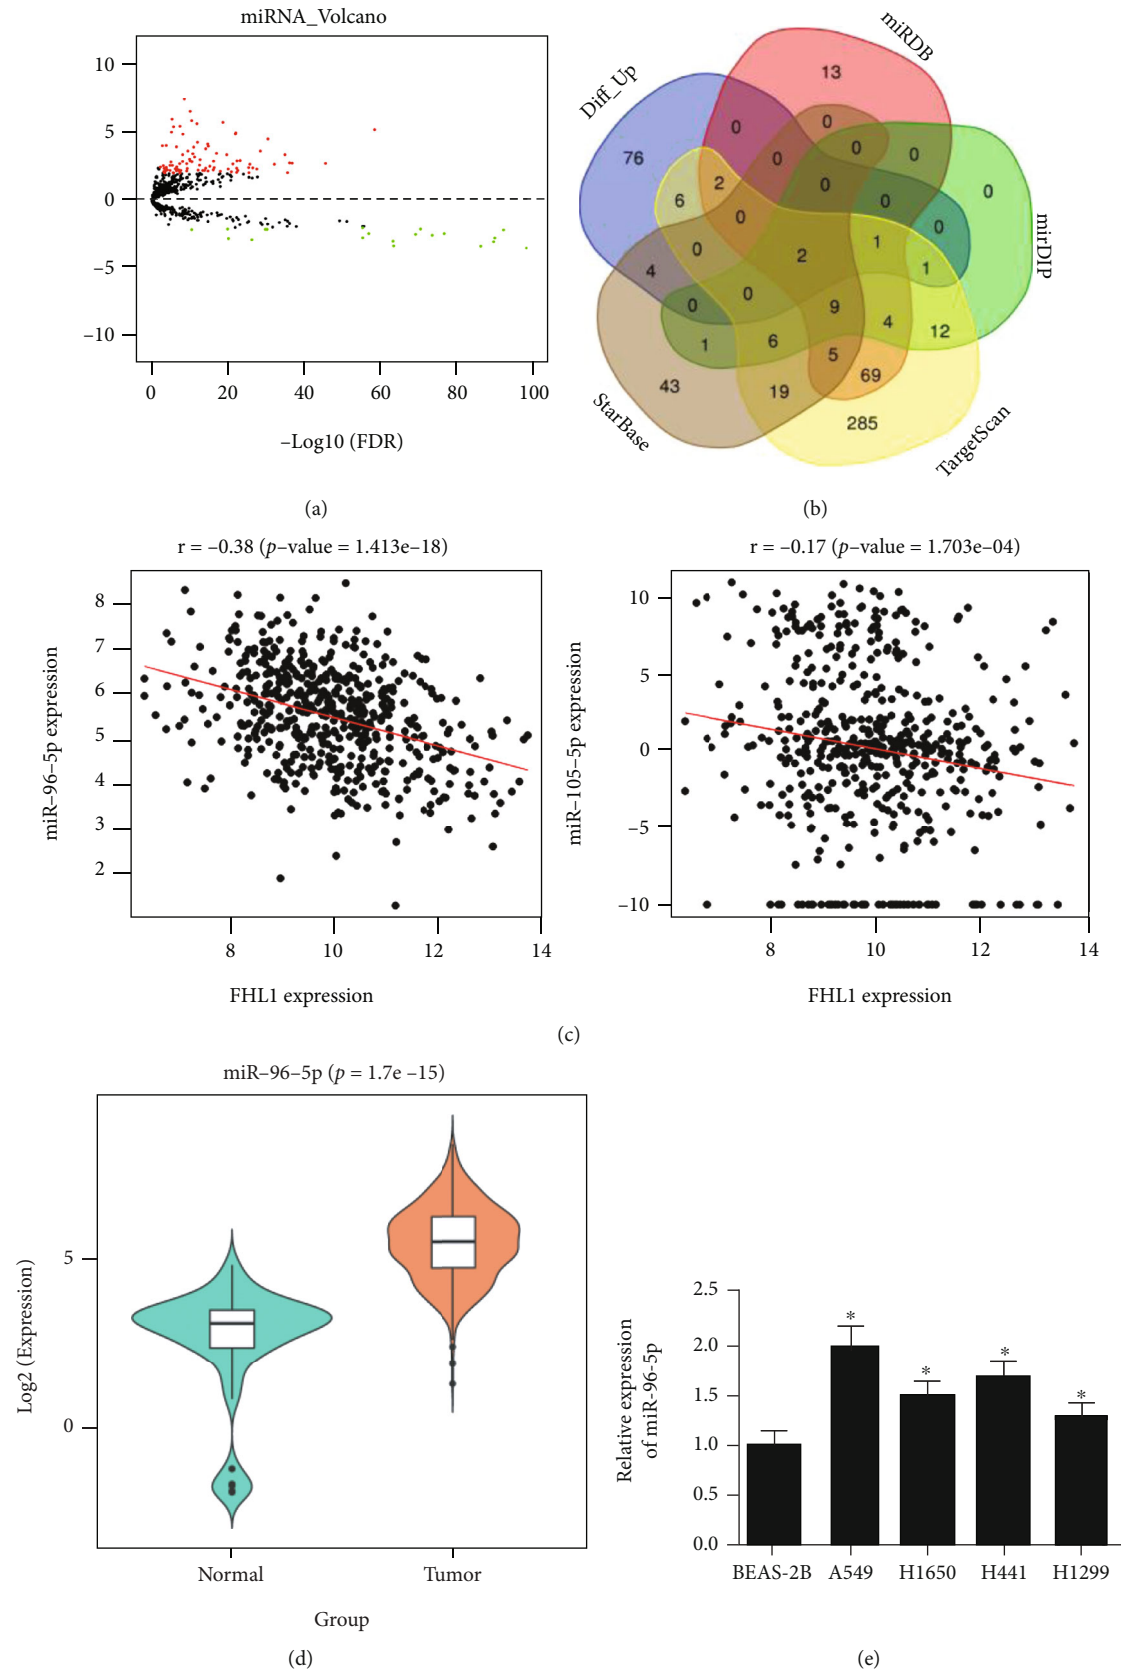 miRNA_Volcano
10
5
0
–5
–10
0 20 40 60 80 100
–Log10 (FDR)
(a)
miRDB
Diff_Up
mirDIP
StarBase
TargetScan
13
0
0
0
0
0
76
2
0
0
6
0
0
0
1
2
4
1
0
0
9
4
12
1
6
5
43
19
69
285
(b)
r = –0.38 (p–value = 1.413e–18)
miR–96–5p expression
8
7
6
5
4
3
2
8 10 12 14
FHL1 expression
r = –0.17 (p–value = 1.703e–04)
miR–105–5p expression
10
5
0
–5
–10
8 10 12 14
FHL1 expression
(c)
miR–96–5p (p = 1.7e –15)
Log2 (Expression)
5
0
Normal Tumor
Group
(d)
Relative expression
of miR-96-5p
2.5
2.0
1.5
1.0
0.5
0.0
* * * *
BEAS-2B A549 H1650 H441 H1299
(e)